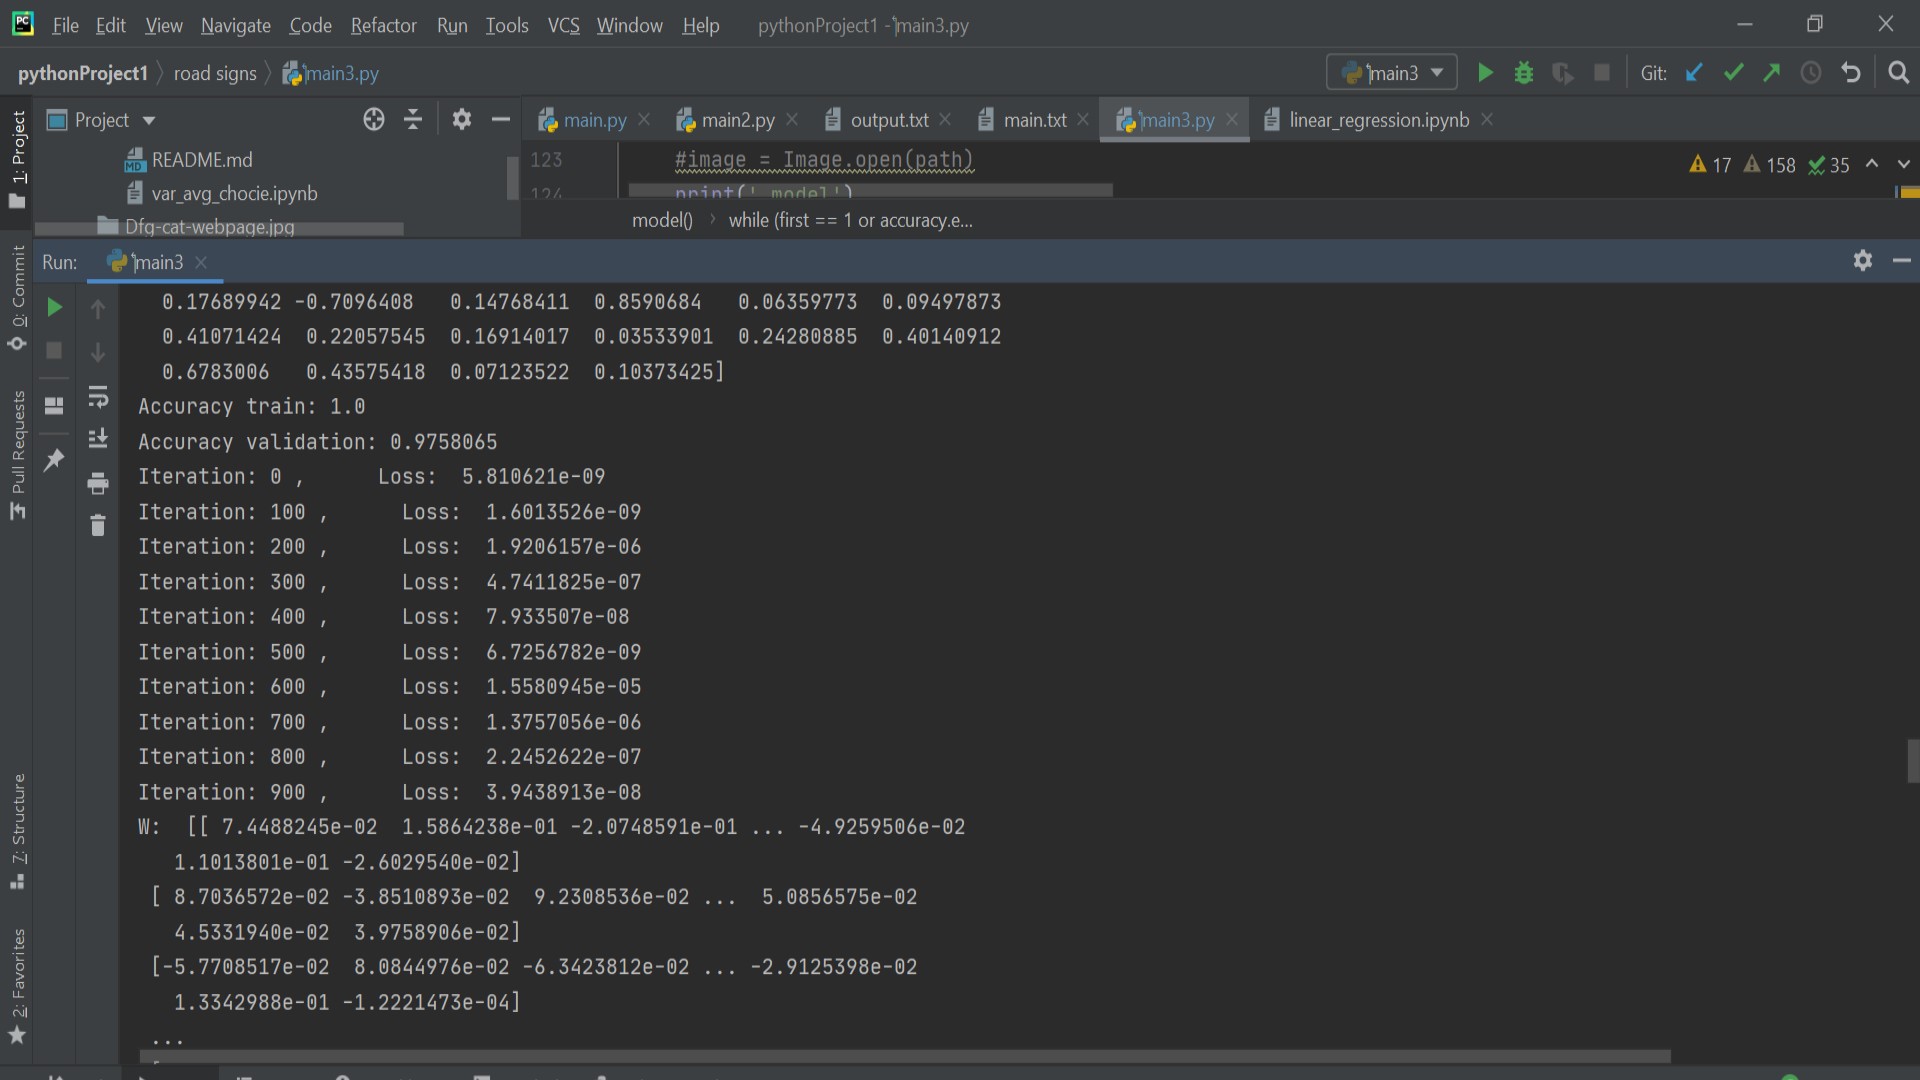 File Edit View Navigate Code Refactor Run Tools VCS Window Help pythonProject1 - main3.py
pythonProject1 road signs main3.py main3 Git:
1: Project
Project
main.py main2.py output.txt main.txt main3.py linear_regression.ipynb
README.md
var_avg_chocie.ipynb
Dfg-cat-webpage.jpg
123 #image = Image.open(path)
124 print(' model')
17 158 35
model() while (first == 1 or accuracy.e...
Run: main3
0: Commit
Pull Requests
7: Structure
2: Favorites
0.17689942 -0.7096408 0.14768411 0.8590684 0.06359773 0.09497873
0.41071424 0.22057545 0.16914017 0.03533901 0.24280885 0.40140912
0.6783006 0.43575418 0.07123522 0.10373425]
Accuracy train: 1.0
Accuracy validation: 0.9758065
Iteration: 0 , Loss: 5.810621e-09
Iteration: 100 , Loss: 1.6013526e-09
Iteration: 200 , Loss: 1.9206157e-06
Iteration: 300 , Loss: 4.7411825e-07
Iteration: 400 , Loss: 7.933507e-08
Iteration: 500 , Loss: 6.7256782e-09
Iteration: 600 , Loss: 1.5580945e-05
Iteration: 700 , Loss: 1.3757056e-06
Iteration: 800 , Loss: 2.2452622e-07
Iteration: 900 , Loss: 3.9438913e-08
W: [[ 7.4488245e-02 1.5864238e-01 -2.0748591e-01 ... -4.9259506e-02
1.1013801e-01 -2.6029540e-02]
[ 8.7036572e-02 -3.8510893e-02 9.2308536e-02 ... 5.0856575e-02
4.5331940e-02 3.9758906e-02]
[-5.7708517e-02 8.0844976e-02 -6.3423812e-02 ... -2.9125398e-02
1.3342988e-01 -1.2221473e-04]
...